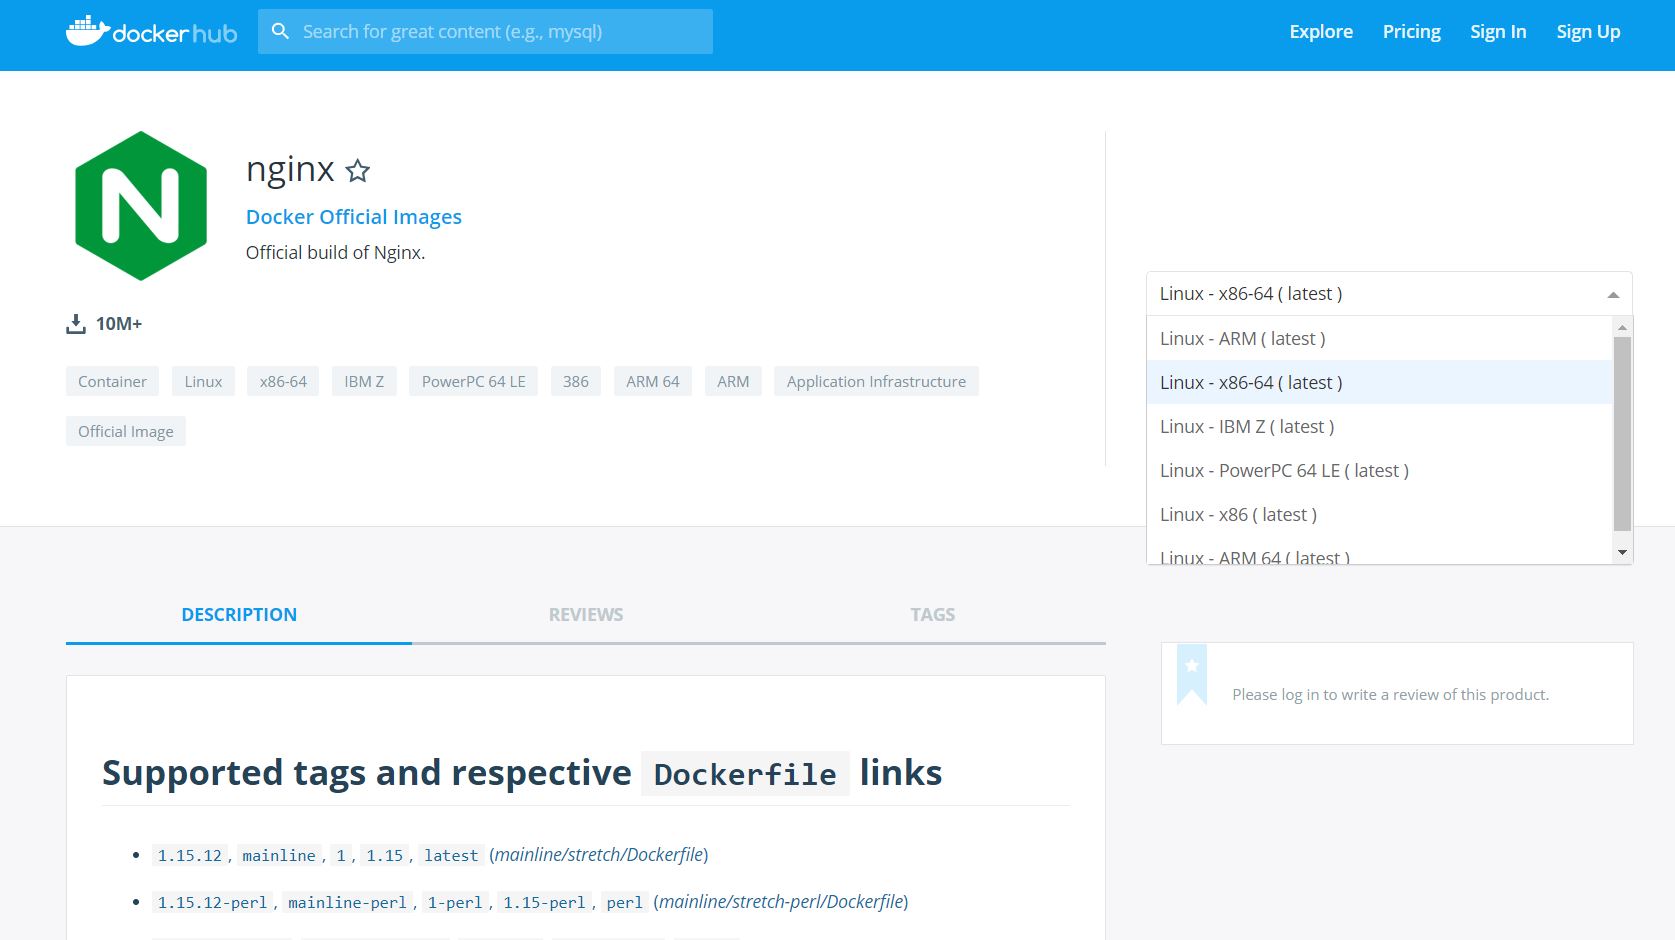 docker hub
Search for great content (e.g., mysql)
Explore
Pricing
Sign In
Sign Up
N
nginx
Docker Official Images
Official build of Nginx.
10M+
Container
Linux
x86-64
IBM Z
PowerPC 64 LE
386
ARM 64
ARM
Application Infrastructure
Official Image
Linux - x86-64 ( latest )
Linux - ARM ( latest )
Linux - x86-64 ( latest )
Linux - IBM Z ( latest )
Linux - PowerPC 64 LE ( latest )
Linux - x86 ( latest )
Linux - ARM 64 ( latest )
DESCRIPTION
REVIEWS
TAGS
Please log in to write a review of this product.
Supported tags and respective Dockerfile links
• 1.15.12, mainline, 1, 1.15, latest (mainline/stretch/Dockerfile)
• 1.15.12-perl, mainline-perl, 1-perl, 1.15-perl, perl (mainline/stretch-perl/Dockerfile)